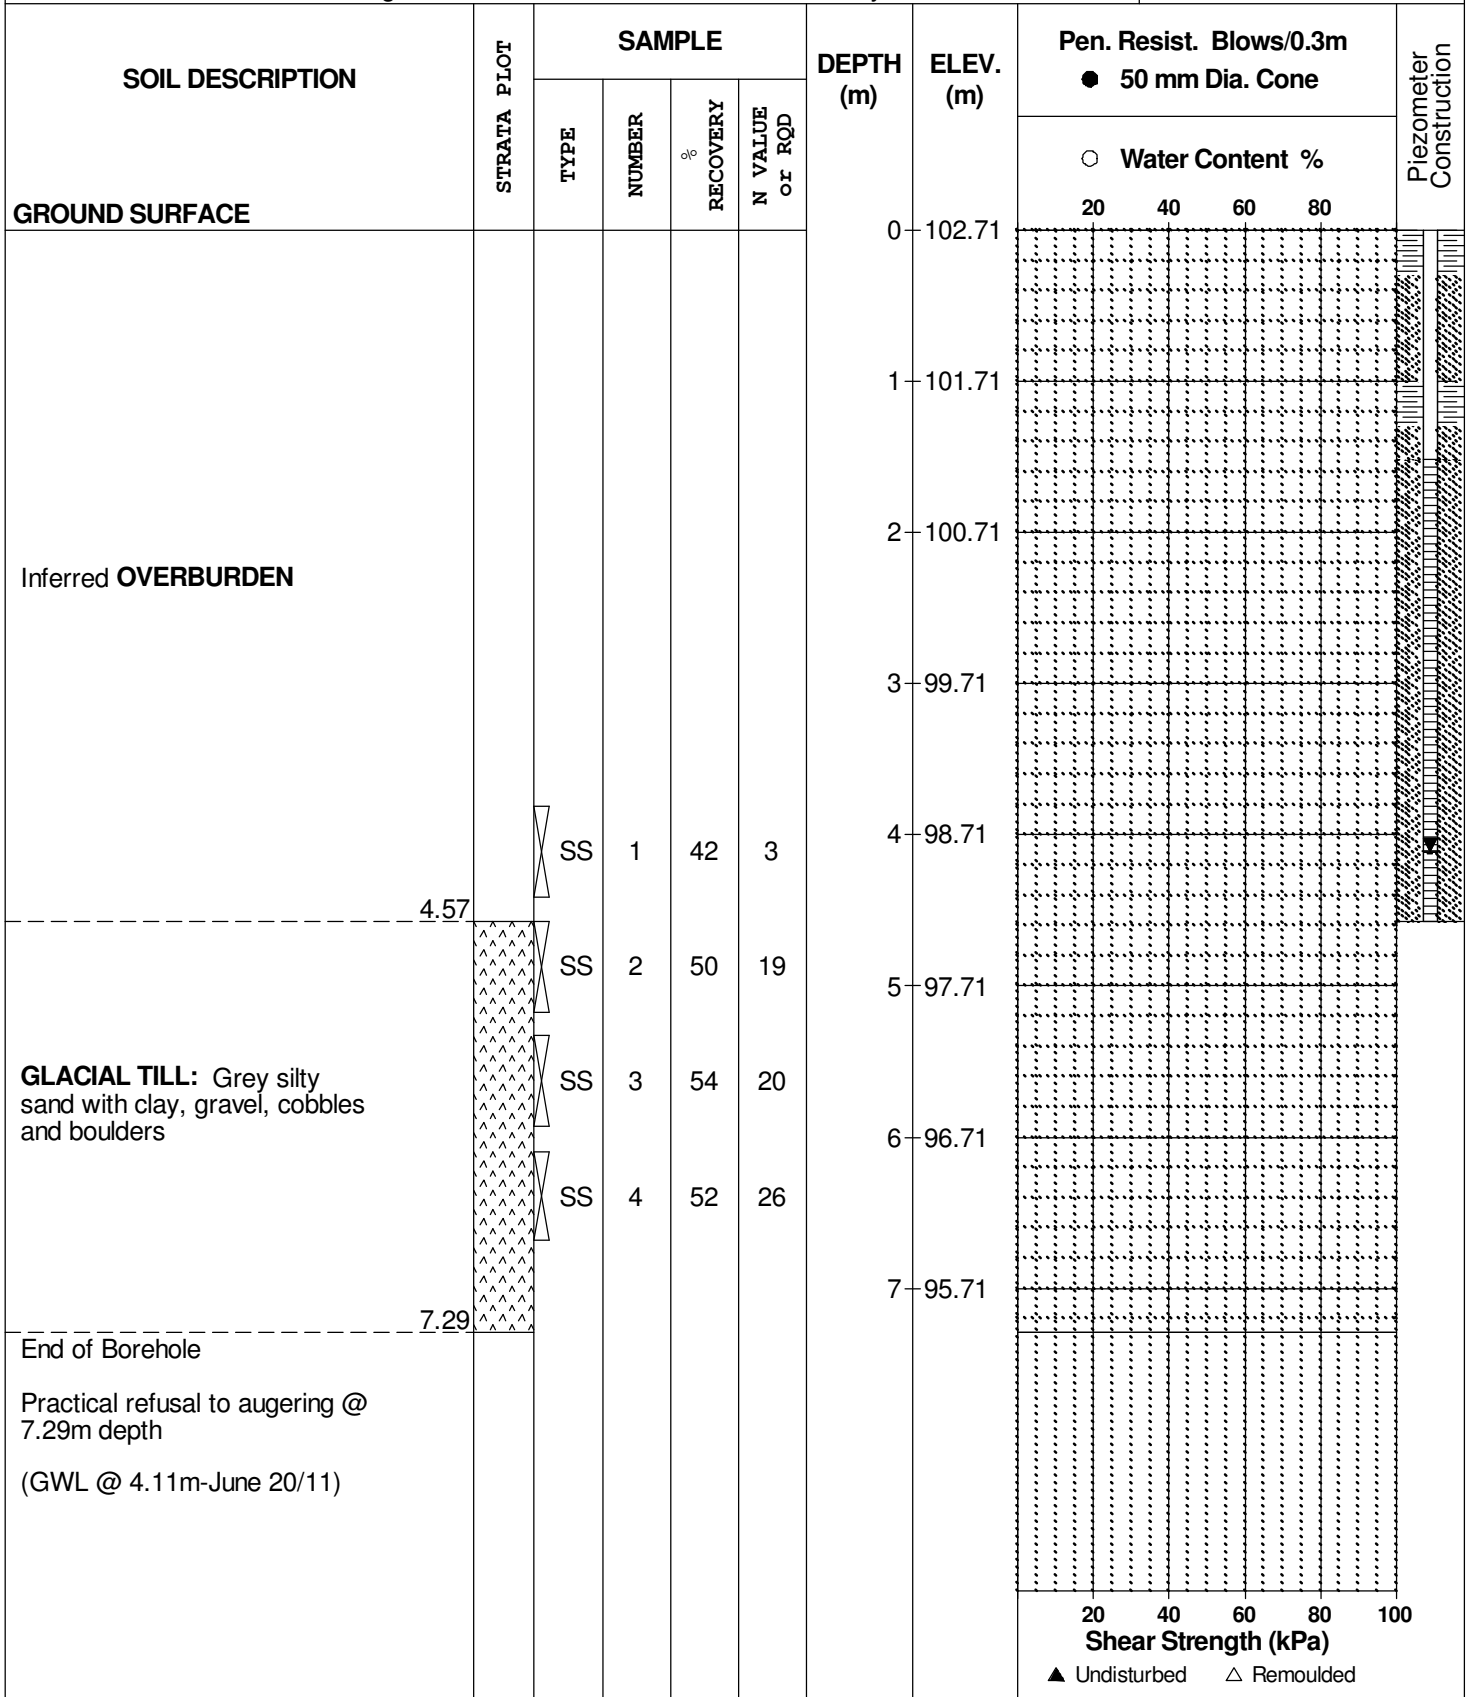 SOIL DESCRIPTION
GROUND SURFACE
STRATA PLOT
SAMPLE
TYPE
NUMBER
%
RECOVERY
N VALUE
or RQD
DEPTH
(m)
ELEV.
(m)
Pen. Resist. Blows/0.3m
● 50 mm Dia. Cone
○ Water Content %
20 40 60 80
Piezometer
Construction
0 102.71
1 101.71
2 100.71
Inferred OVERBURDEN
3 99.71
4 98.71
SS 1 42 3
4.57
SS 2 50 19
5 97.71
GLACIAL TILL: Grey silty
sand with clay, gravel, cobbles
and boulders
SS 3 54 20
6 96.71
SS 4 52 26
7 95.71
7.29
End of Borehole
Practical refusal to augering @
7.29m depth
(GWL @ 4.11m-June 20/11)
20 40 60 80 100
Shear Strength (kPa)
▲ Undisturbed △ Remoulded